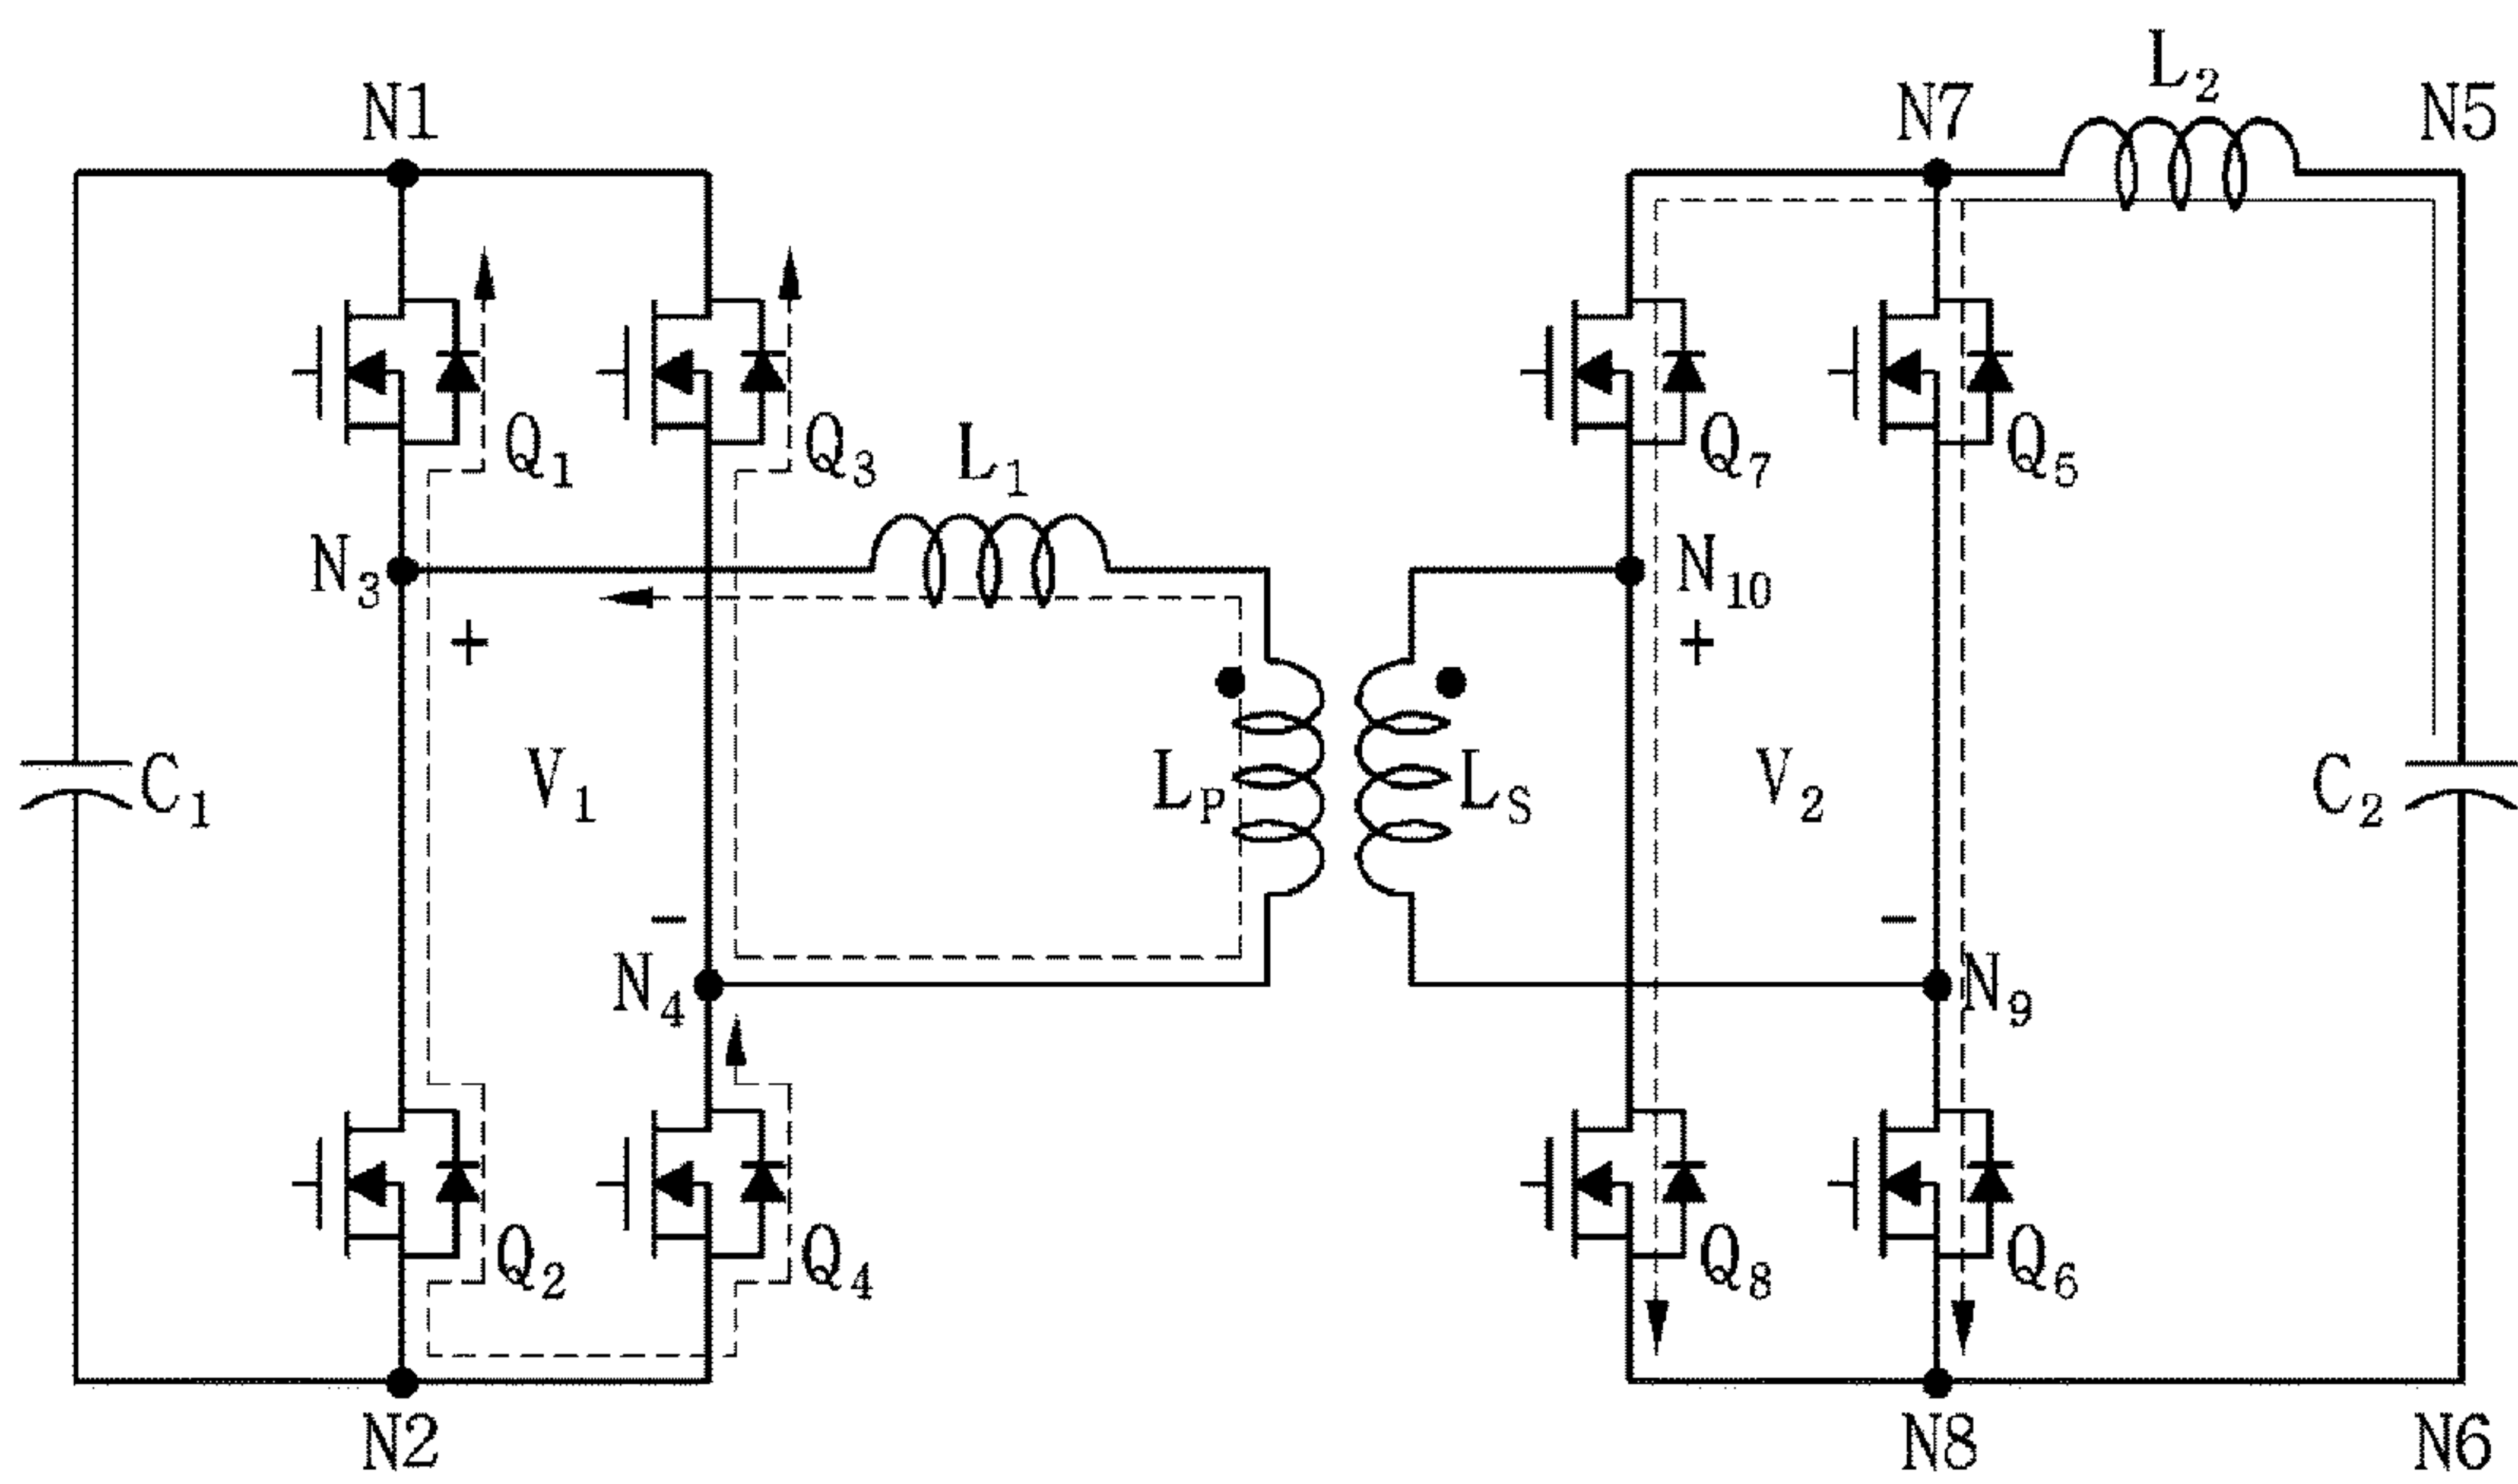 L2
N1
N7
N5
Q1
Q3
L1
Q7
Q5
N3
N10
+
+
C1
V1
LP
LS
V2
C2
-
-
N4
N9
Q2
Q4
Q8
Q6
N2
N8
N6